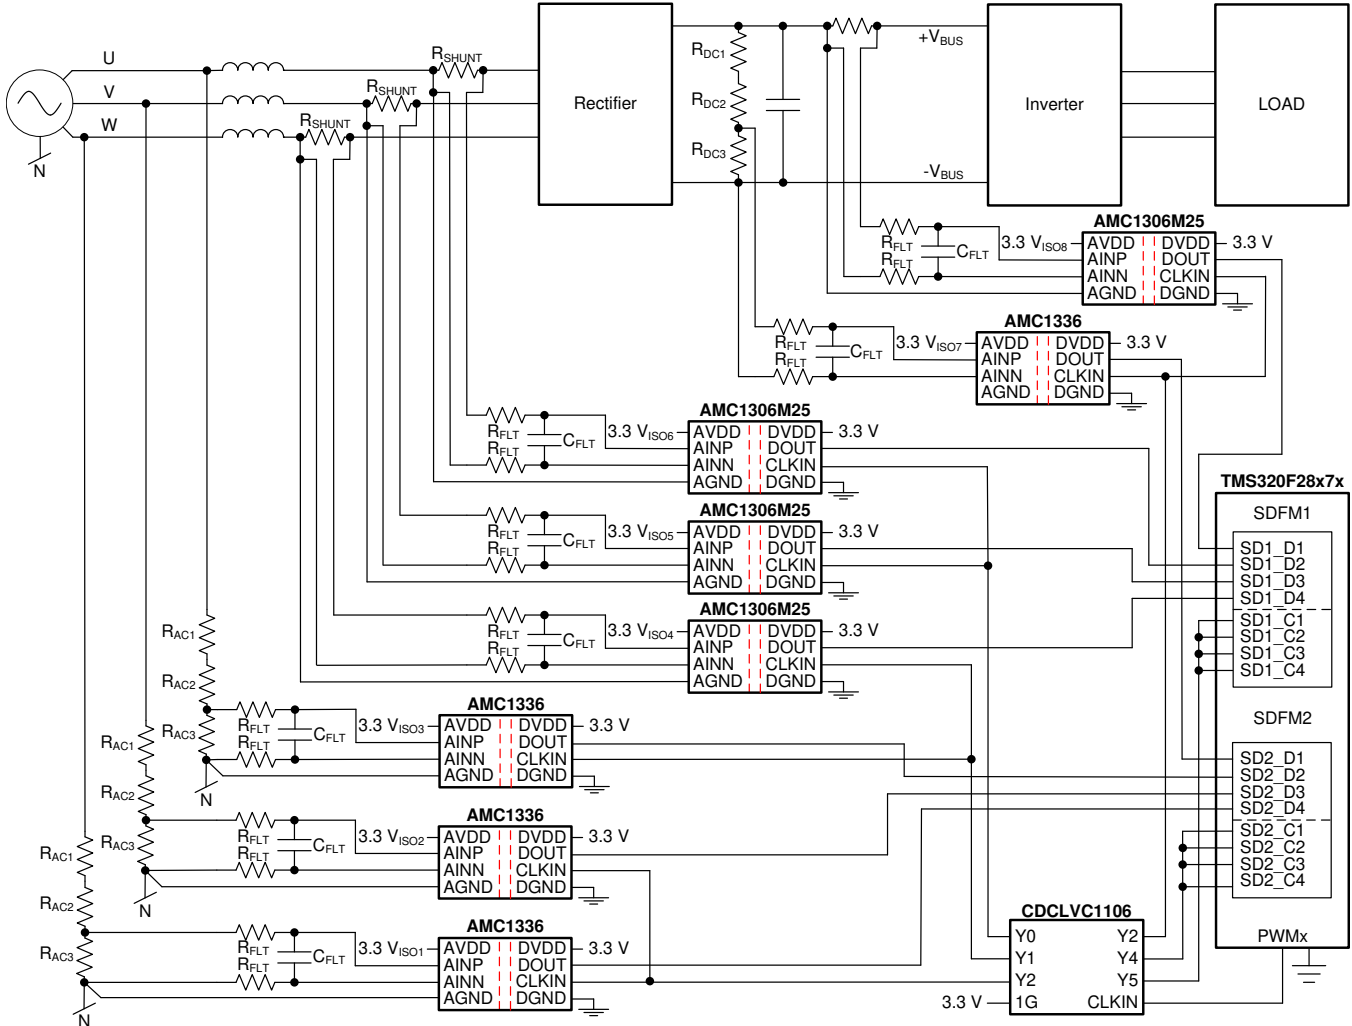 U
V
W
N
RSHUNT
RSHUNT
RSHUNT
Rectifier
RDC1
RDC2
RDC3
+VBUS
-VBUS
Inverter
LOAD
AMC1306M25
RFLT
RFLT
CFLT
3.3 VISO8
AVDD DVDD
AINP DOUT
AINN CLKIN
AGND DGND
3.3 V
AMC1336
RFLT
RFLT
CFLT
3.3 VISO7
AVDD DVDD
AINP DOUT
AINN CLKIN
AGND DGND
3.3 V
AMC1306M25
RFLT
RFLT
CFLT
3.3 VISO6
AVDD DVDD
AINP DOUT
AINN CLKIN
AGND DGND
3.3 V
AMC1306M25
RFLT
RFLT
CFLT
3.3 VISO5
AVDD DVDD
AINP DOUT
AINN CLKIN
AGND DGND
3.3 V
AMC1306M25
RFLT
RFLT
CFLT
3.3 VISO4
AVDD DVDD
AINP DOUT
AINN CLKIN
AGND DGND
3.3 V
RAC1
RAC2
RAC3
N
AMC1336
RFLT
RFLT
CFLT
3.3 VISO3
AVDD DVDD
AINP DOUT
AINN CLKIN
AGND DGND
3.3 V
RAC1
RAC2
RAC3
N
AMC1336
RFLT
RFLT
CFLT
3.3 VISO2
AVDD DVDD
AINP DOUT
AINN CLKIN
AGND DGND
3.3 V
RAC1
RAC2
RAC3
N
AMC1336
RFLT
RFLT
CFLT
3.3 VISO1
AVDD DVDD
AINP DOUT
AINN CLKIN
AGND DGND
3.3 V
TMS320F28x7x
SDFM1
SD1_D1
SD1_D2
SD1_D3
SD1_D4
SD1_C1
SD1_C2
SD1_C3
SD1_C4
SDFM2
SD2_D1
SD2_D2
SD2_D3
SD2_D4
SD2_C1
SD2_C2
SD2_C3
SD2_C4
PWMx
CDCLVC1106
Y0 Y2
Y1 Y4
Y2 Y5
1G CLKIN
3.3 V